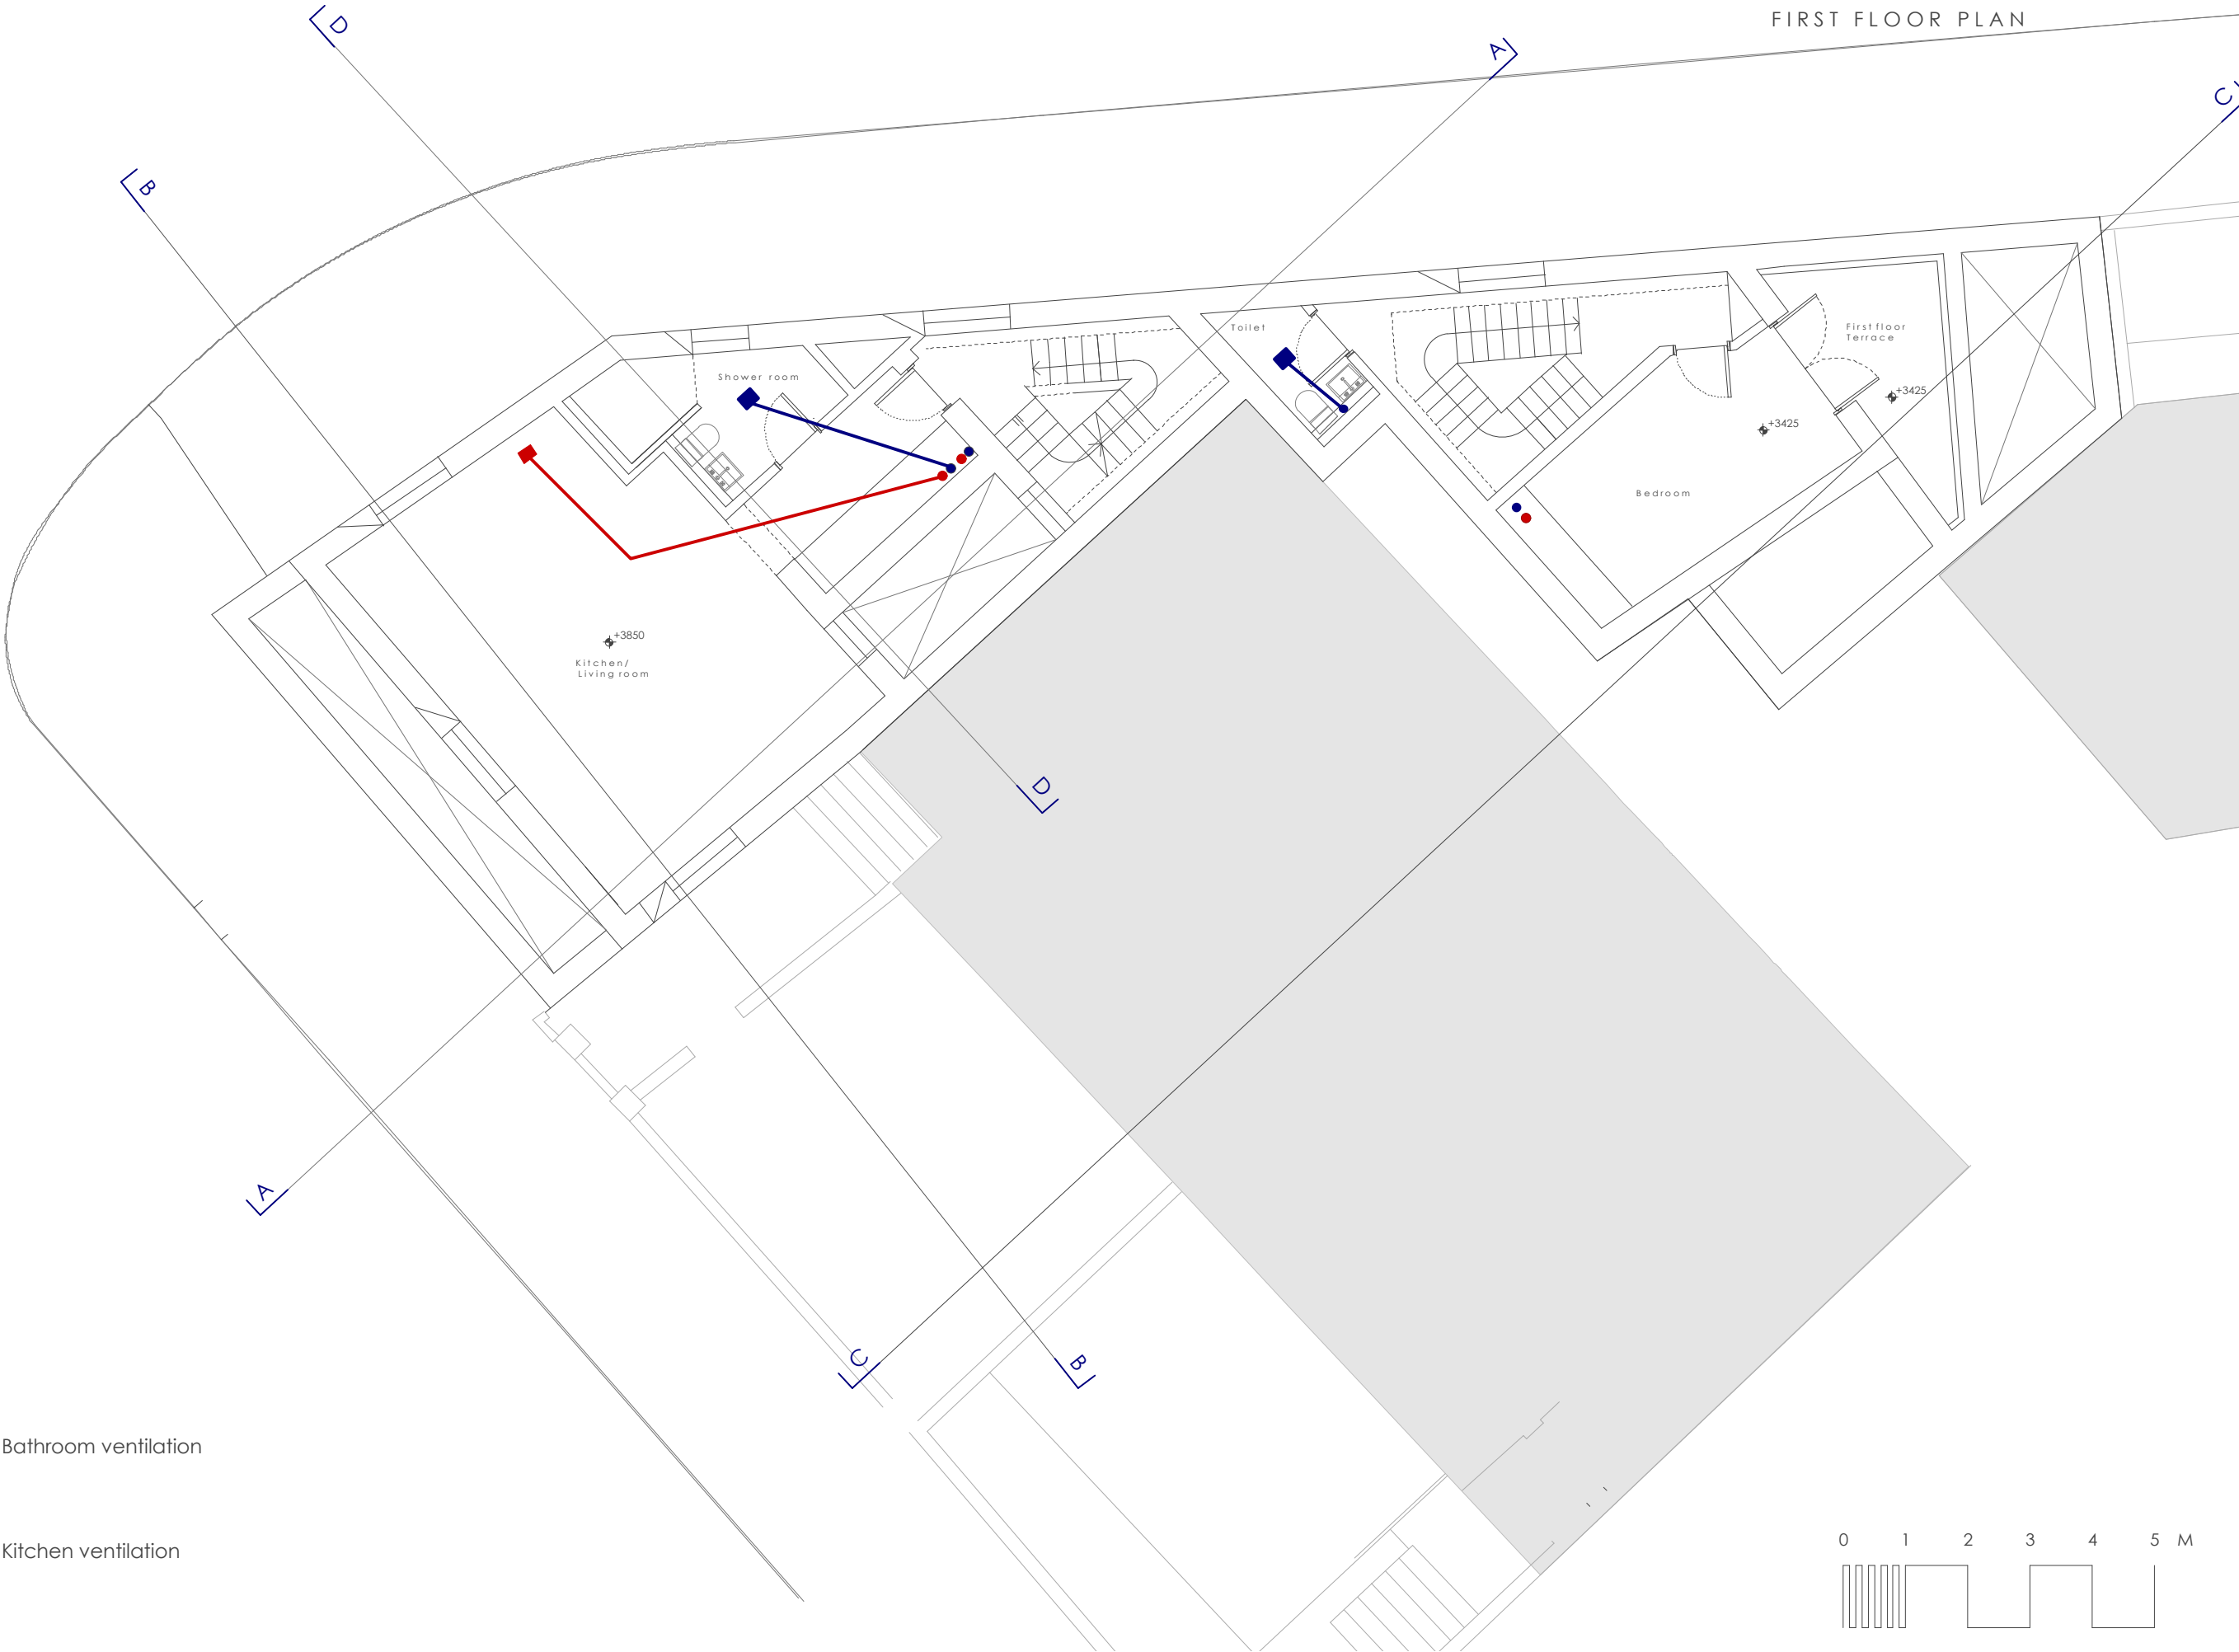 FIRST FLOOR PLAN
D
A
C
B
Toilet
First floor
Terrace
Shower room
+3425
+3425
Bedroom
+3850
Kitchen/
Living room
D
A
C
B
Bathroom ventilation
Kitchen ventilation
0 1 2 3 4 5 M